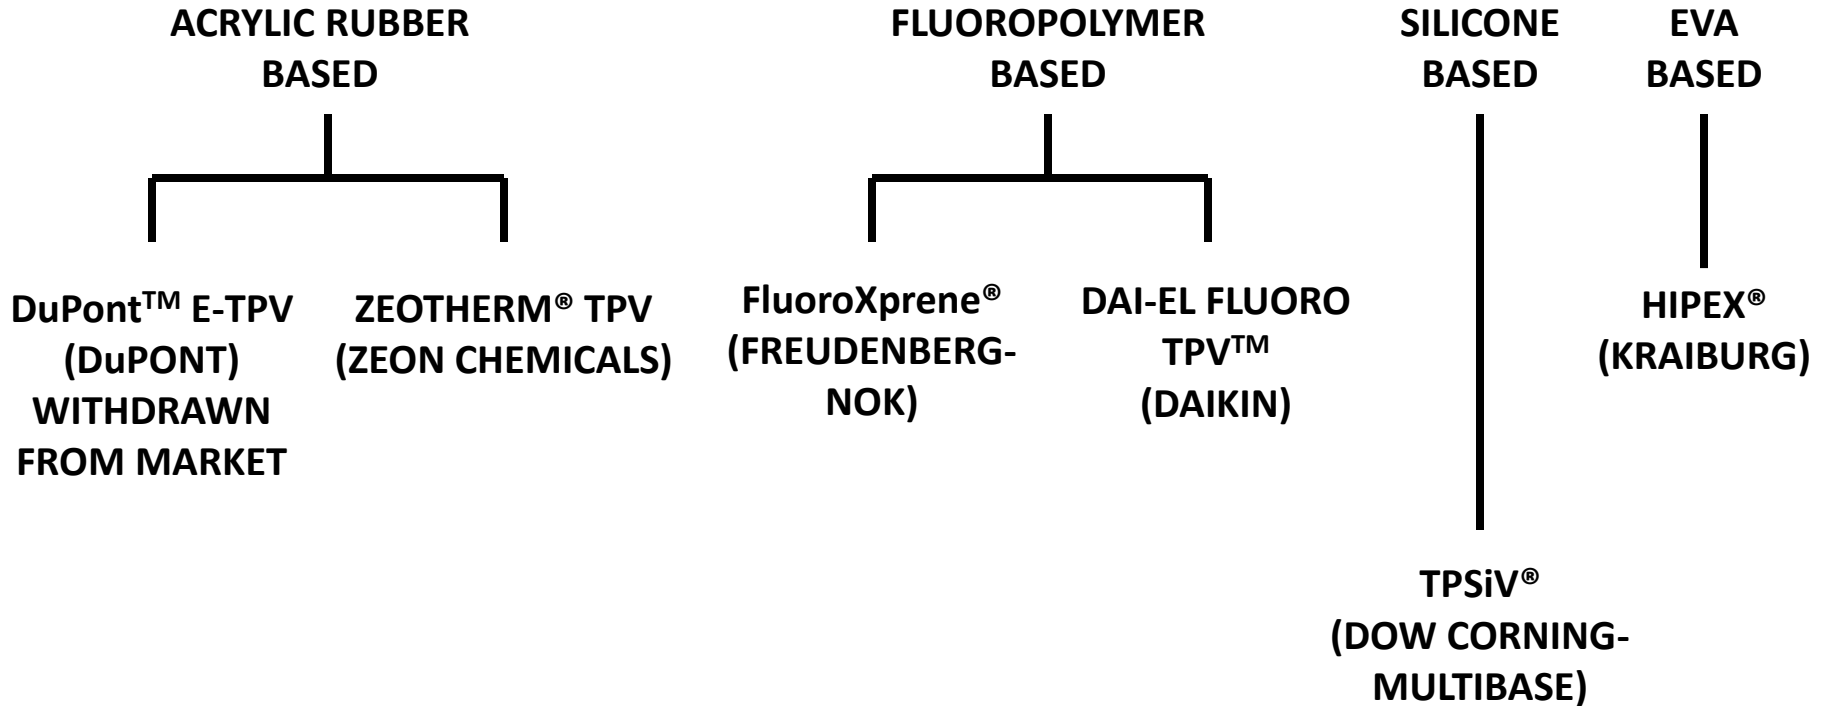 ACRYLIC RUBBER
BASED
FLUOROPOLYMER
BASED
SILICONE
BASED
EVA
BASED
DuPont™ E-TPV
(DuPONT)
WITHDRAWN
FROM MARKET
ZEOTHERM® TPV
(ZEON CHEMICALS)
FluoroXprene®
(FREUDENBERG-
NOK)
DAI-EL FLUORO
TPV™
(DAIKIN)
TPSiV®
(DOW CORNING-
MULTIBASE)
HIPEX®
(KRAIBURG)